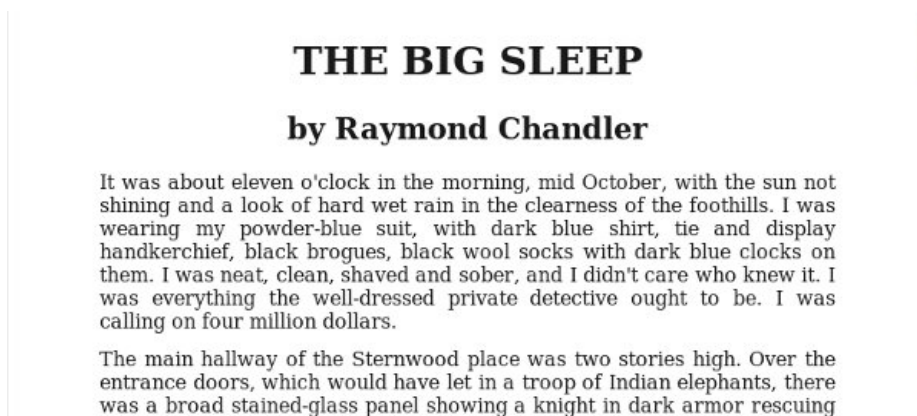 THE BIG SLEEP
by Raymond Chandler
It was about eleven o'clock in the morning, mid October, with the sun not
shining and a look of hard wet rain in the clearness of the foothills. I was
wearing my powder-blue suit, with dark blue shirt, tie and display
handkerchief, black brogues, black wool socks with dark blue clocks on
them. I was neat, clean, shaved and sober, and I didn't care who knew it. I
was everything the well-dressed private detective ought to be. I was
calling on four million dollars.
The main hallway of the Sternwood place was two stories high. Over the
entrance doors, which would have let in a troop of Indian elephants, there
was a broad stained-glass panel showing a knight in dark armor rescuing